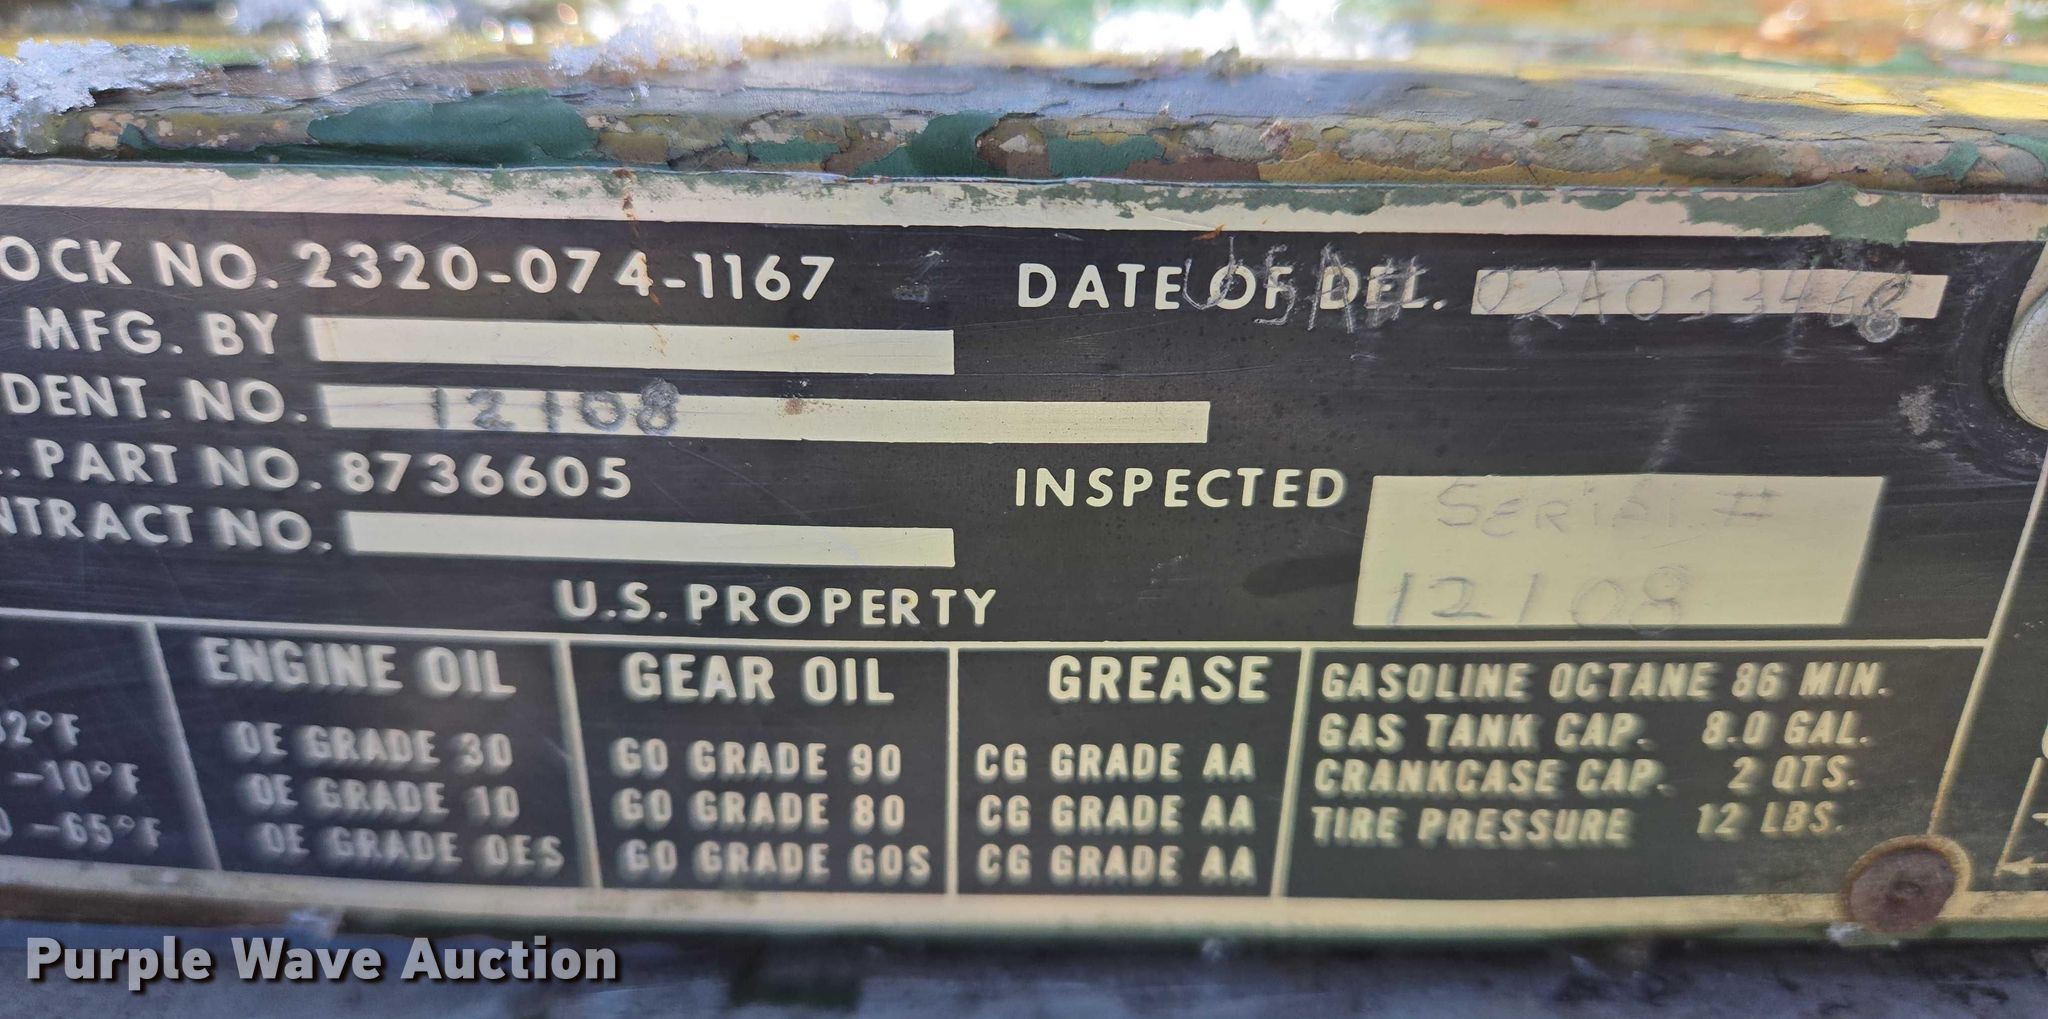 OCK NO. 2320-074-1167
DATE OF DEL. 02A033468
USA#
MFG. BY
DENT. NO. 12108
. PART NO. 8736605
INSPECTED
SERIAL #
12108
NTRACT NO.
U.S. PROPERTY
ENGINE OIL GEAR OIL GREASE
GASOLINE OCTANE 86 MIN.
GAS TANK CAP. 8.0 GAL.
CRANKCASE CAP. 2 QTS.
TIRE PRESSURE 12 LBS.
2°F OE GRADE 30 GO GRADE 90 CG GRADE AA
-10°F OE GRADE 10 GO GRADE 80 CG GRADE AA
-65°F OE GRADE OES GO GRADE GOS CG GRADE AA
Purple Wave Auction